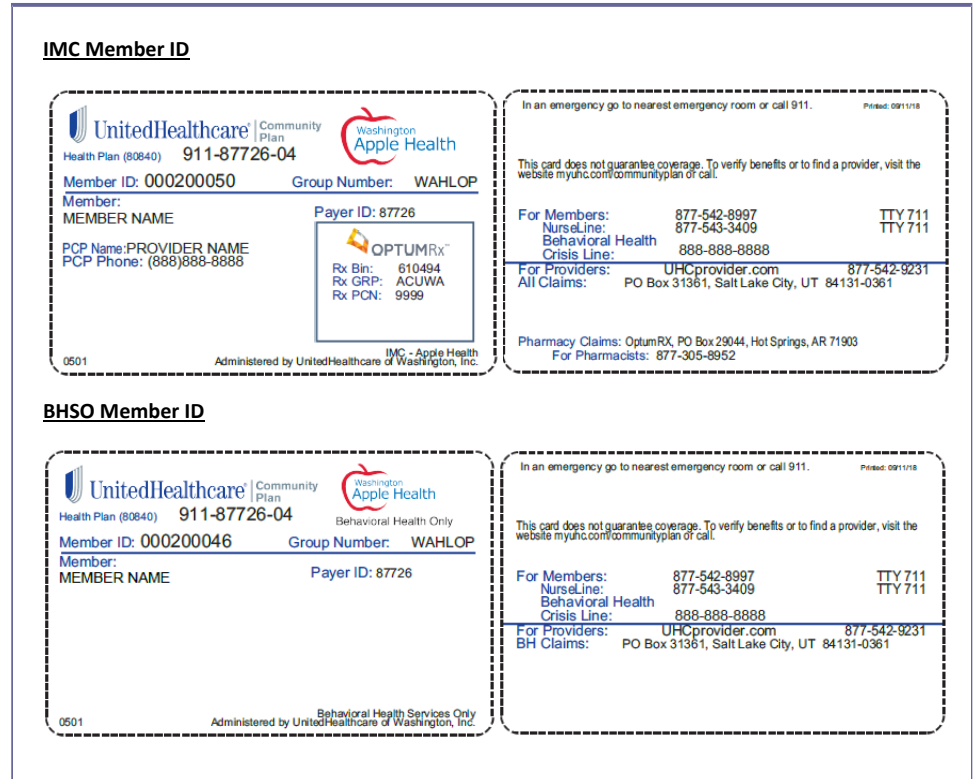 IMC Member ID
UnitedHealthcare® | Community Plan
Washington Apple Health
Health Plan (80840) 911-87726-04
Member ID: 000200050 Group Number: WAHLOP
Member:
MEMBER NAME
Payer ID: 87726
PCP Name:PROVIDER NAME
PCP Phone: (888)888-8888
OPTUMRx™
Rx Bin: 610494
Rx GRP: ACUWA
Rx PCN: 9999
IMC - Apple Health
0501 Administered by UnitedHealthcare of Washington, Inc.
In an emergency go to nearest emergency room or call 911. Printed: 09/11/18
This card does not guarantee coverage. To verify benefits or to find a provider, visit the
website myuhc.com/communityplan or call.
For Members: 877-542-8997 TTY 711
NurseLine: 877-543-3409 TTY 711
Behavioral Health
Crisis Line: 888-888-8888
For Providers: UHCprovider.com 877-542-9231
All Claims: PO Box 31361, Salt Lake City, UT 84131-0361
Pharmacy Claims: OptumRX, PO Box 29044, Hot Springs, AR 71903
For Pharmacists: 877-305-8952
BHSO Member ID
UnitedHealthcare® | Community Plan
Washington Apple Health
Behavioral Health Only
Health Plan (80840) 911-87726-04
Member ID: 000200046 Group Number: WAHLOP
Member:
MEMBER NAME
Payer ID: 87726
Behavioral Health Services Only
0501 Administered by UnitedHealthcare of Washington, Inc.
In an emergency go to nearest emergency room or call 911. Printed: 09/11/18
This card does not guarantee coverage. To verify benefits or to find a provider, visit the
website myuhc.com/communityplan or call.
For Members: 877-542-8997 TTY 711
NurseLine: 877-543-3409 TTY 711
Behavioral Health
Crisis Line: 888-888-8888
For Providers: UHCprovider.com 877-542-9231
BH Claims: PO Box 31361, Salt Lake City, UT 84131-0361